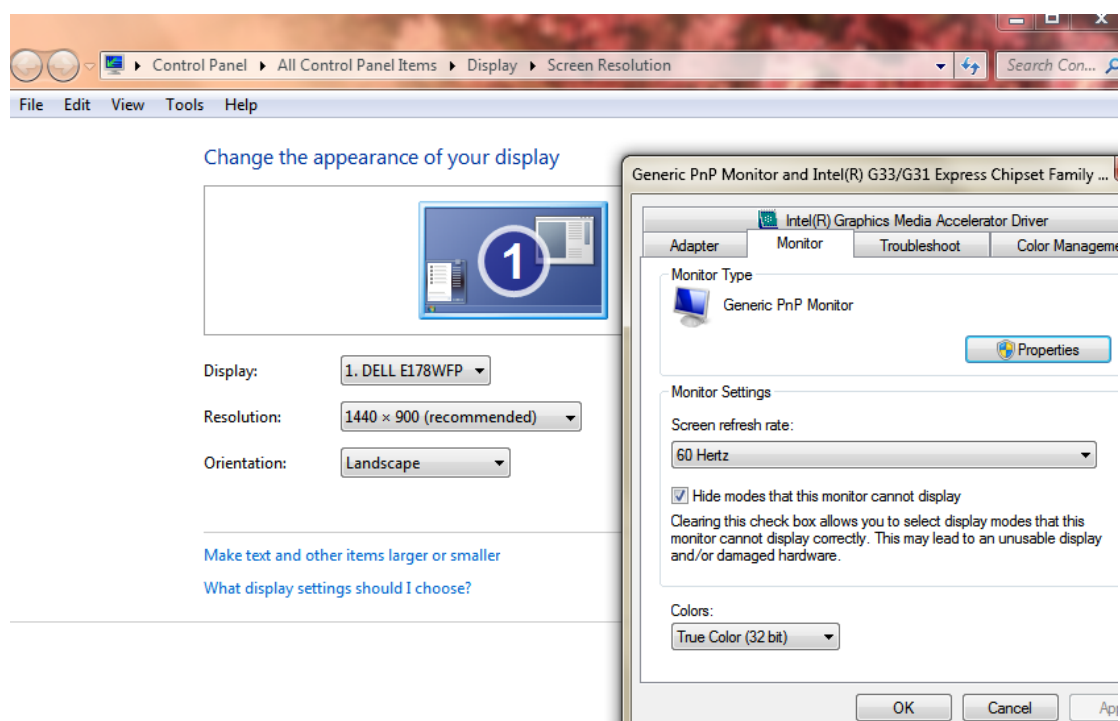 Control Panel ▸ All Control Panel Items ▸ Display ▸ Screen Resolution
Search Con...
File Edit View Tools Help
Change the appearance of your display
1
Display: 1. DELL E178WFP
Resolution: 1440 × 900 (recommended)
Orientation: Landscape
Make text and other items larger or smaller
What display settings should I choose?
Generic PnP Monitor and Intel(R) G33/G31 Express Chipset Family ...
Intel(R) Graphics Media Accelerator Driver
Adapter Monitor Troubleshoot Color Manageme
Monitor Type
Generic PnP Monitor
Properties
Monitor Settings
Screen refresh rate:
60 Hertz
Hide modes that this monitor cannot display
Clearing this check box allows you to select display modes that this
monitor cannot display correctly. This may lead to an unusable display
and/or damaged hardware.
Colors:
True Color (32 bit)
OK Cancel App